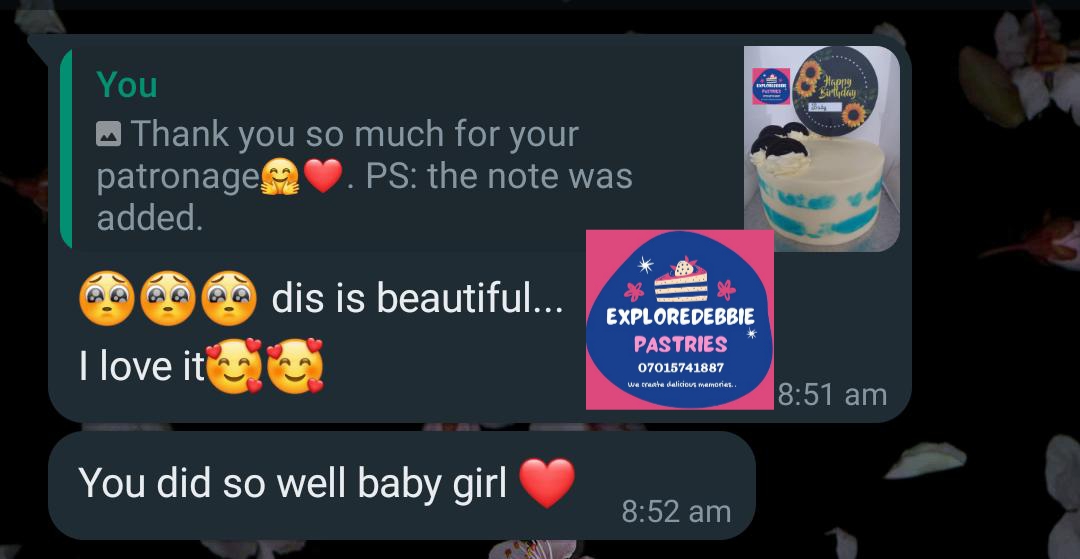 You
Thank you so much for your
patronage🤗❤️. PS: the note was
added.
EXPLOREDEBBIE
PASTRIES
Happy
Birthday
🥺🥺🥺 dis is beautiful...
I love it🥰🥰
EXPLOREDEBBIE
PASTRIES
07015741887
We create delicious memories..
8:51 am
You did so well baby girl ❤️
8:52 am